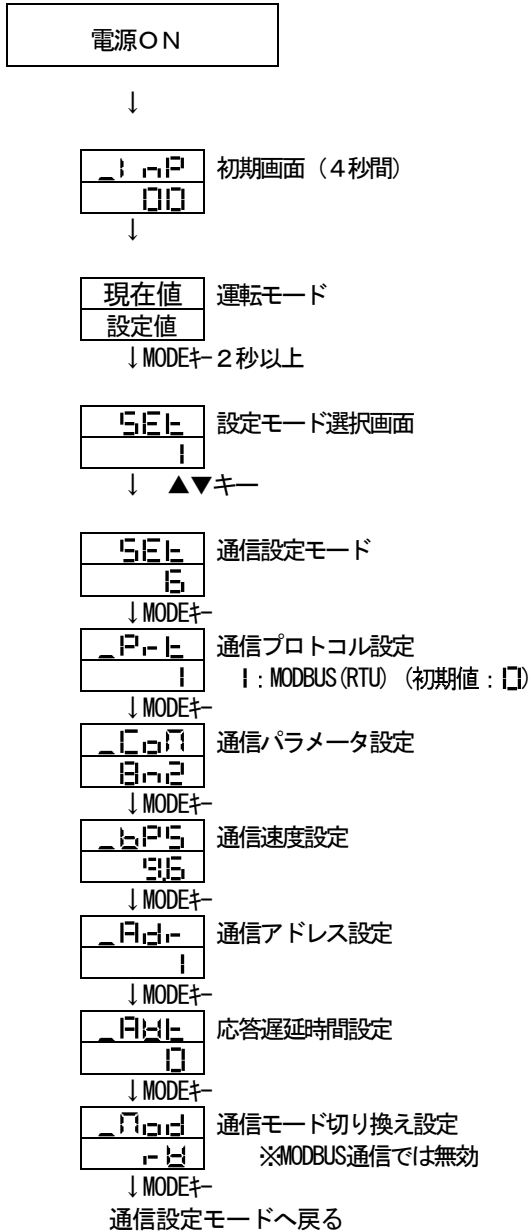 電源ON
↓
_InP 初期画面（4秒間）
00
↓
現在値 運転モード
設定値
↓MODEキー2秒以上
SEt 設定モード選択画面
1
↓ ▲▼キー
SEt 通信設定モード
6
↓MODEキー
_Prt 通信プロトコル設定
1 1：MODBUS(RTU)（初期値：0）
↓MODEキー
_CoM 通信パラメータ設定
8n2
↓MODEキー
_bPS 通信速度設定
9.6
↓MODEキー
_Adr 通信アドレス設定
1
↓MODEキー
_AWt 応答遅延時間設定
0
↓MODEキー
_Mod 通信モード切り換え設定
rW ※MODBUS通信では無効
↓MODEキー
通信設定モードへ戻る